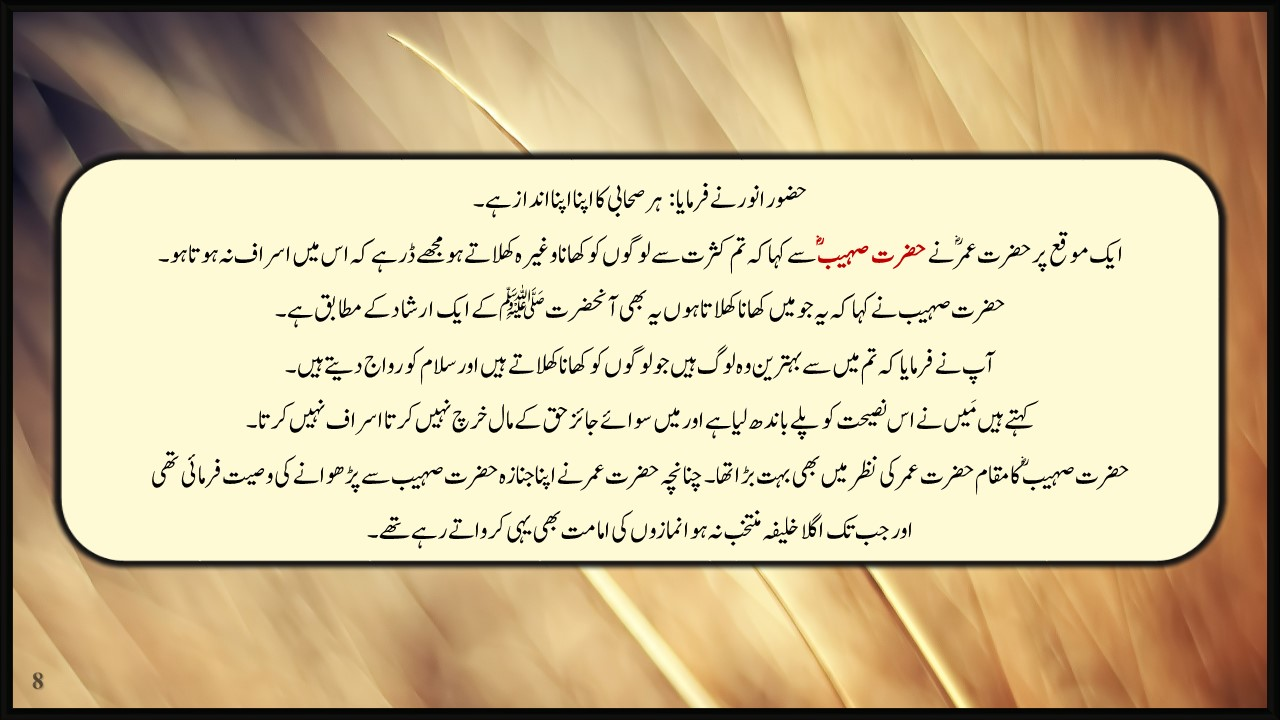 حضور انور نے فرمایا: ہر صحابی کا اپنا اپنا انداز ہے۔
ایک موقع پر حضرت عمرؓ نے حضرت صہیبؓ سے کہا کہ تم کثرت سے لوگوں کو کھانا وغیرہ کھلاتے ہو مجھے ڈر ہے کہ اس میں اسراف نہ ہوتا ہو۔
حضرت صہیب نے کہا کہ یہ جو میں کھانا کھلاتا ہوں یہ بھی آنحضرت ﷺ کے ایک ارشاد کے مطابق ہے۔
آپ نے فرمایا کہ تم میں سے بہترین وہ لوگ ہیں جو لوگوں کو کھانا کھلاتے ہیں اور سلام کو رواج دیتے ہیں۔
کہتے ہیں مَیں نے اس نصیحت کو پلے باندھ لیا ہے اور میں سوائے جائز حق کے مال خرچ نہیں کرتا اسراف نہیں کرتا۔
حضرت صہیبؓ کا مقام حضرت عمر کی نظر میں بھی بہت بڑا تھا۔ چنانچہ حضرت عمر نے اپنا جنازہ حضرت صہیب سے پڑھوانے کی وصیت فرمائی تھی
اور جب تک اگلا خلیفہ منتخب نہ ہوا نمازوں کی امامت بھی یہی کرواتے رہے تھے۔
8